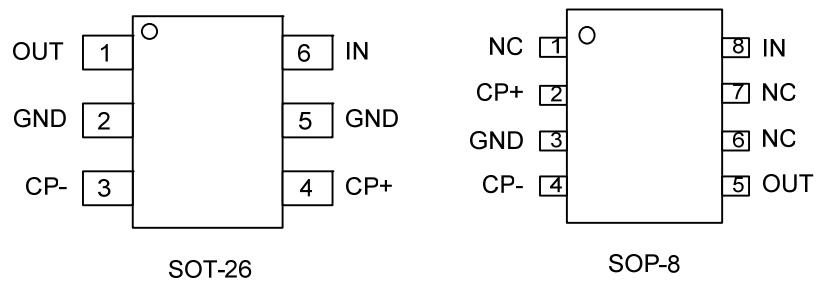 OUT 1 6 IN
GND 2 5 GND
CP- 3 4 CP+
SOT-26
NC 1 8 IN
CP+ 2 7 NC
GND 3 6 NC
CP- 4 5 OUT
SOP-8